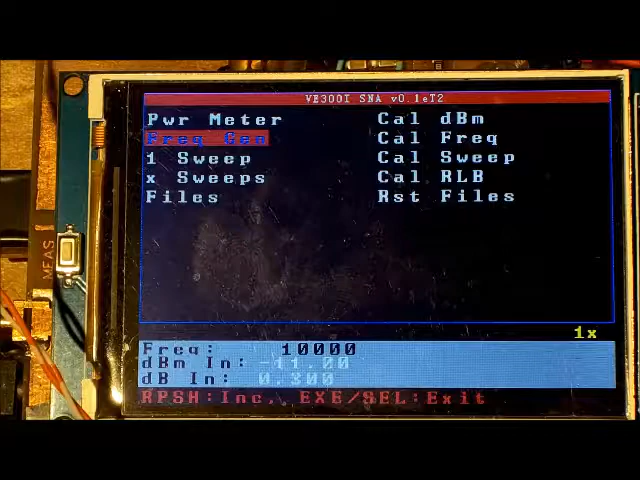 VE3OOI SNA v0.1eT2
Pwr Meter
Freq Gen
1 Sweep
x Sweeps
Files
Cal dBm
Cal Freq
Cal Sweep
Cal RLB
Rst Files
1x
Freq: 10000
dBm In: -11.00
dB In: 0.300
RPSH:Inc, EXE/SEL:Exit
MEAS